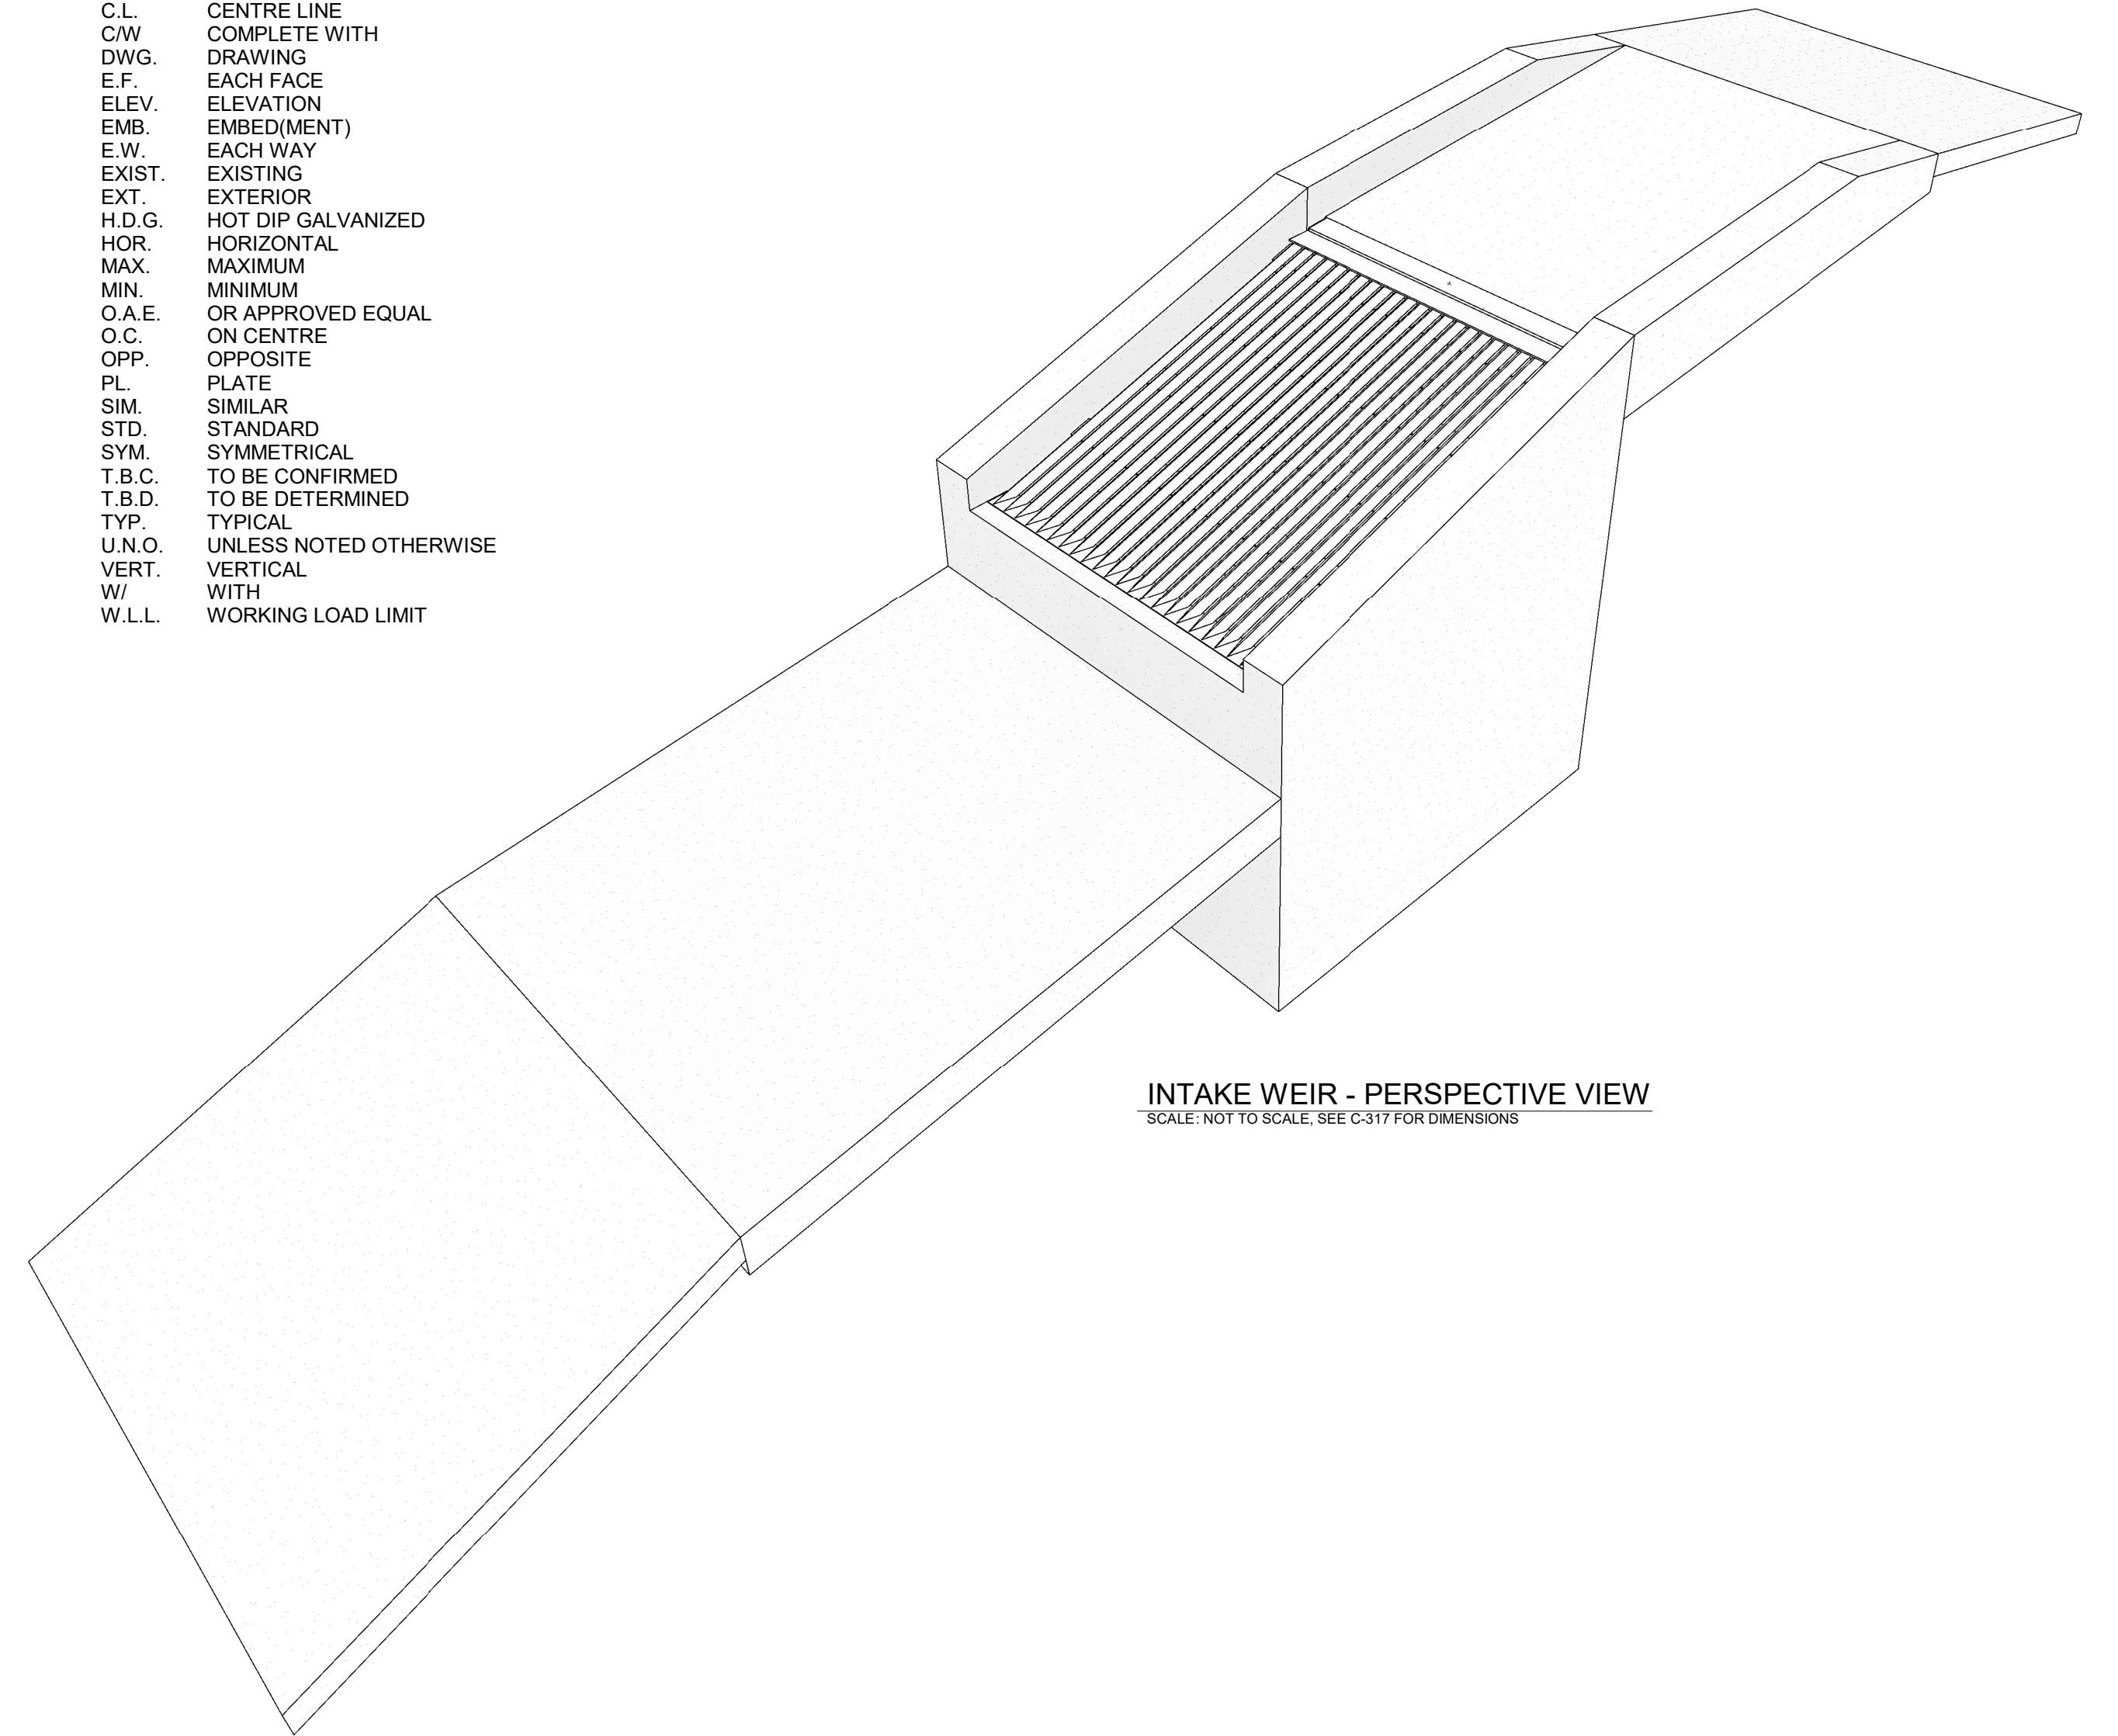 C.L. CENTRE LINE
C/W COMPLETE WITH
DWG. DRAWING
E.F. EACH FACE
ELEV. ELEVATION
EMB. EMBED(MENT)
E.W. EACH WAY
EXIST. EXISTING
EXT. EXTERIOR
H.D.G. HOT DIP GALVANIZED
HOR. HORIZONTAL
MAX. MAXIMUM
MIN. MINIMUM
O.A.E. OR APPROVED EQUAL
O.C. ON CENTRE
OPP. OPPOSITE
PL. PLATE
SIM. SIMILAR
STD. STANDARD
SYM. SYMMETRICAL
T.B.C. TO BE CONFIRMED
T.B.D. TO BE DETERMINED
TYP. TYPICAL
U.N.O. UNLESS NOTED OTHERWISE
VERT. VERTICAL
W/ WITH
W.L.L. WORKING LOAD LIMIT
INTAKE WEIR - PERSPECTIVE VIEW
SCALE: NOT TO SCALE, SEE C-317 FOR DIMENSIONS